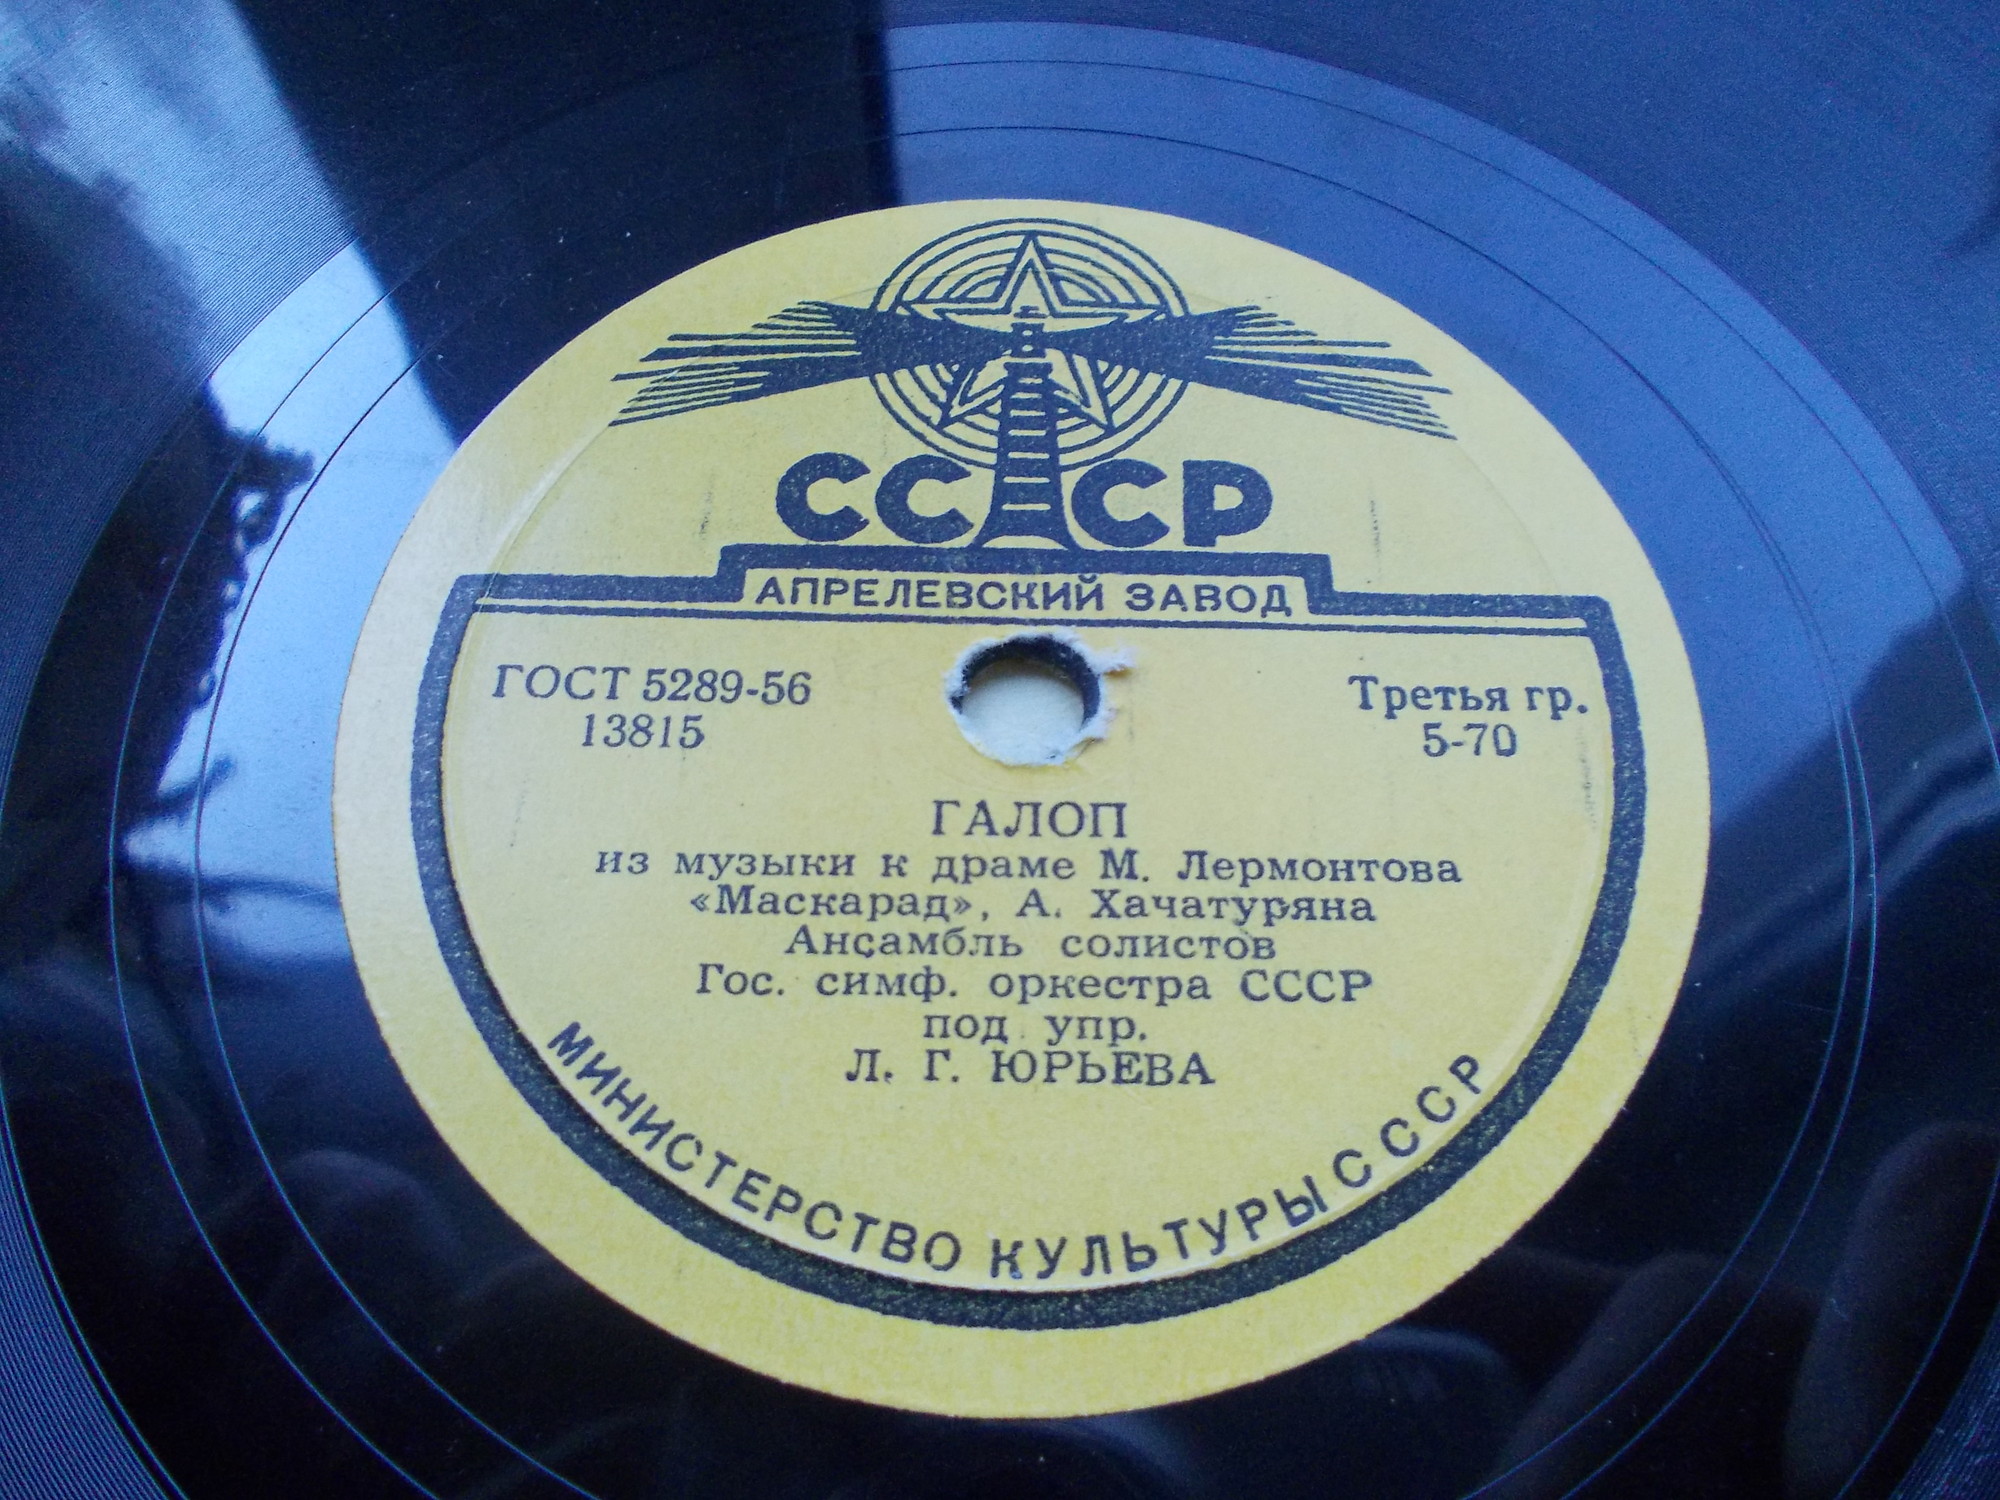 СССР
АПРЕЛЕВСКИЙ ЗАВОД
ГОСТ 5289-56
13815
Третья гр.
5-70
ГАЛОП
из музыки к драме М. Лермонтова
«Маскарад», А. Хачатуряна
Ансамбль солистов
Гос. симф. оркестра СССР
под упр.
Л. Г. ЮРЬЕВА
МИНИСТЕРСТВО КУЛЬТУРЫ СССР